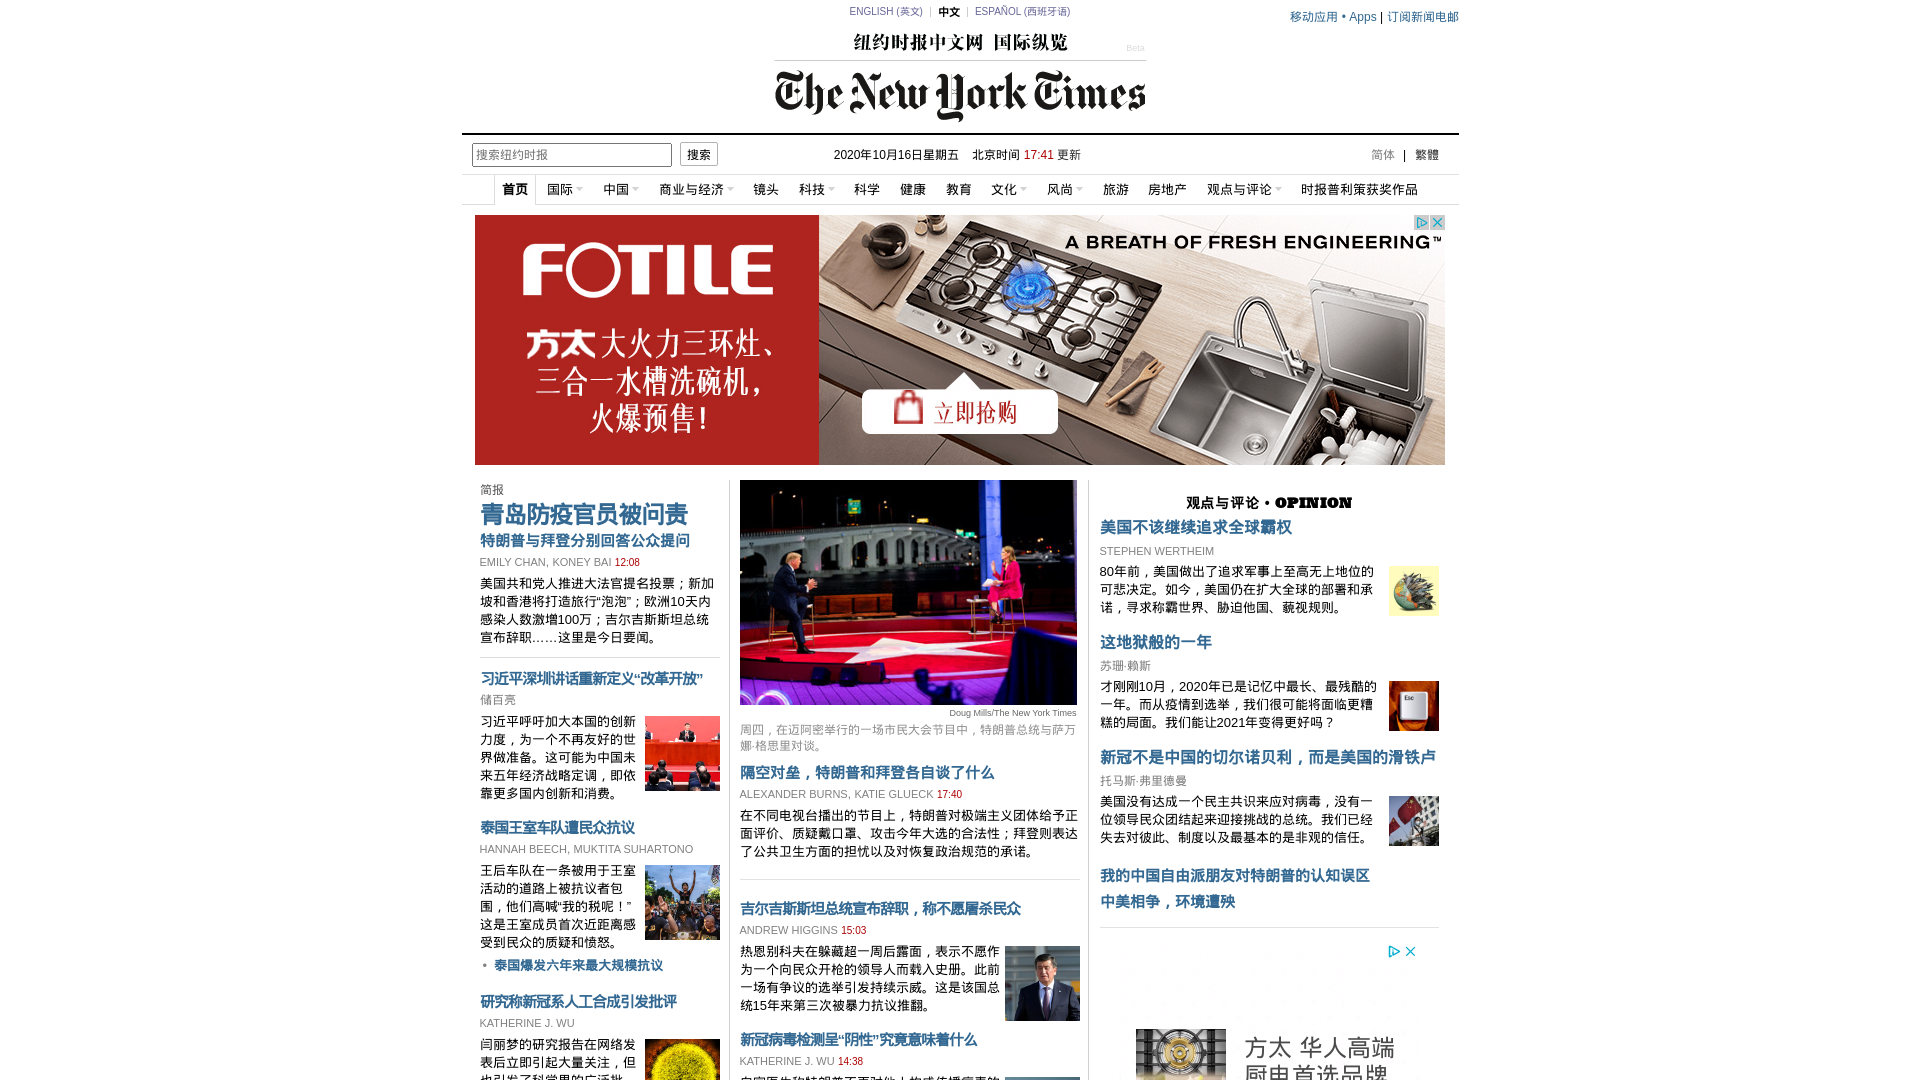 ENGLISH (英文)
中文
ESPAÑOL (西班牙语)
移动应用 • Apps | 订阅新闻电邮
纽约时报中文网 国际纵览
Beta
The New York Times
搜索纽约时报
搜索
2020年10月16日星期五 北京时间 17:41 更新
简体 | 繁體
首页 国际 中国 商业与经济 镜头 科技 科学 健康 教育 文化 风尚 旅游 房地产 观点与评论 时报普利策获奖作品
FOTILE
方太大火力三环灶、
三合一水槽洗碗机，
火爆预售！
A BREATH OF FRESH ENGINEERING™
立即抢购
简报
青岛防疫官员被问责
特朗普与拜登分别回答公众提问
EMILY CHAN, KONEY BAI 12:08
美国共和党人推进大法官提名投票；新加
坡和香港将打造旅行“泡泡”；欧洲10天内
感染人数激增100万；吉尔吉斯斯坦总统
宣布辞职……这里是今日要闻。
习近平深圳讲话重新定义“改革开放”
储百亮
习近平呼吁加大本国的创新
力度，为一个不再友好的世
界做准备。这可能为中国未
来五年经济战略定调，即依
靠更多国内创新和消费。
泰国王室车队遭民众抗议
HANNAH BEECH, MUKTITA SUHARTONO
王后车队在一条被用于王室
活动的道路上被抗议者包
围，他们高喊“我的税呢！”
这是王室成员首次近距离感
受到民众的质疑和愤怒。
• 泰国爆发六年来最大规模抗议
研究称新冠系人工合成引发批评
KATHERINE J. WU
闫丽梦的研究报告在网络发
表后立即引起大量关注，但
也引发了科学界的广泛批
Doug Mills/The New York Times
周四，在迈阿密举行的一场市民大会节目中，特朗普总统与萨万
娜·格思里对谈。
隔空对垒，特朗普和拜登各自谈了什么
ALEXANDER BURNS, KATIE GLUECK 17:40
在不同电视台播出的节目上，特朗普对极端主义团体给予正
面评价、质疑戴口罩、攻击今年大选的合法性；拜登则表达
了公共卫生方面的担忧以及对恢复政治规范的承诺。
吉尔吉斯斯坦总统宣布辞职，称不愿屠杀民众
ANDREW HIGGINS 15:03
热恩别科夫在躲藏超一周后露面，表示不愿作
为一个向民众开枪的领导人而载入史册。此前
一场有争议的选举引发持续示威。这是该国总
统15年来第三次被暴力抗议推翻。
新冠病毒检测呈“阴性”究竟意味着什么
KATHERINE J. WU 14:38
观点与评论 • OPINION
美国不该继续追求全球霸权
STEPHEN WERTHEIM
80年前，美国做出了追求军事上至高无上地位的
可悲决定。如今，美国仍在扩大全球的部署和承
诺，寻求称霸世界、胁迫他国、藐视规则。
这地狱般的一年
苏珊·赖斯
才刚刚10月，2020年已是记忆中最长、最残酷的
一年。而从疫情到选举，我们很可能将面临更糟
糕的局面。我们能让2021年变得更好吗？
Esc
新冠不是中国的切尔诺贝利，而是美国的滑铁卢
托马斯·弗里德曼
美国没有达成一个民主共识来应对病毒，没有一
位领导民众团结起来迎接挑战的总统。我们已经
失去对彼此、制度以及最基本的是非观的信任。
我的中国自由派朋友对特朗普的认知误区
中美相争，环境遭殃
方太 华人高端
厨电首选品牌